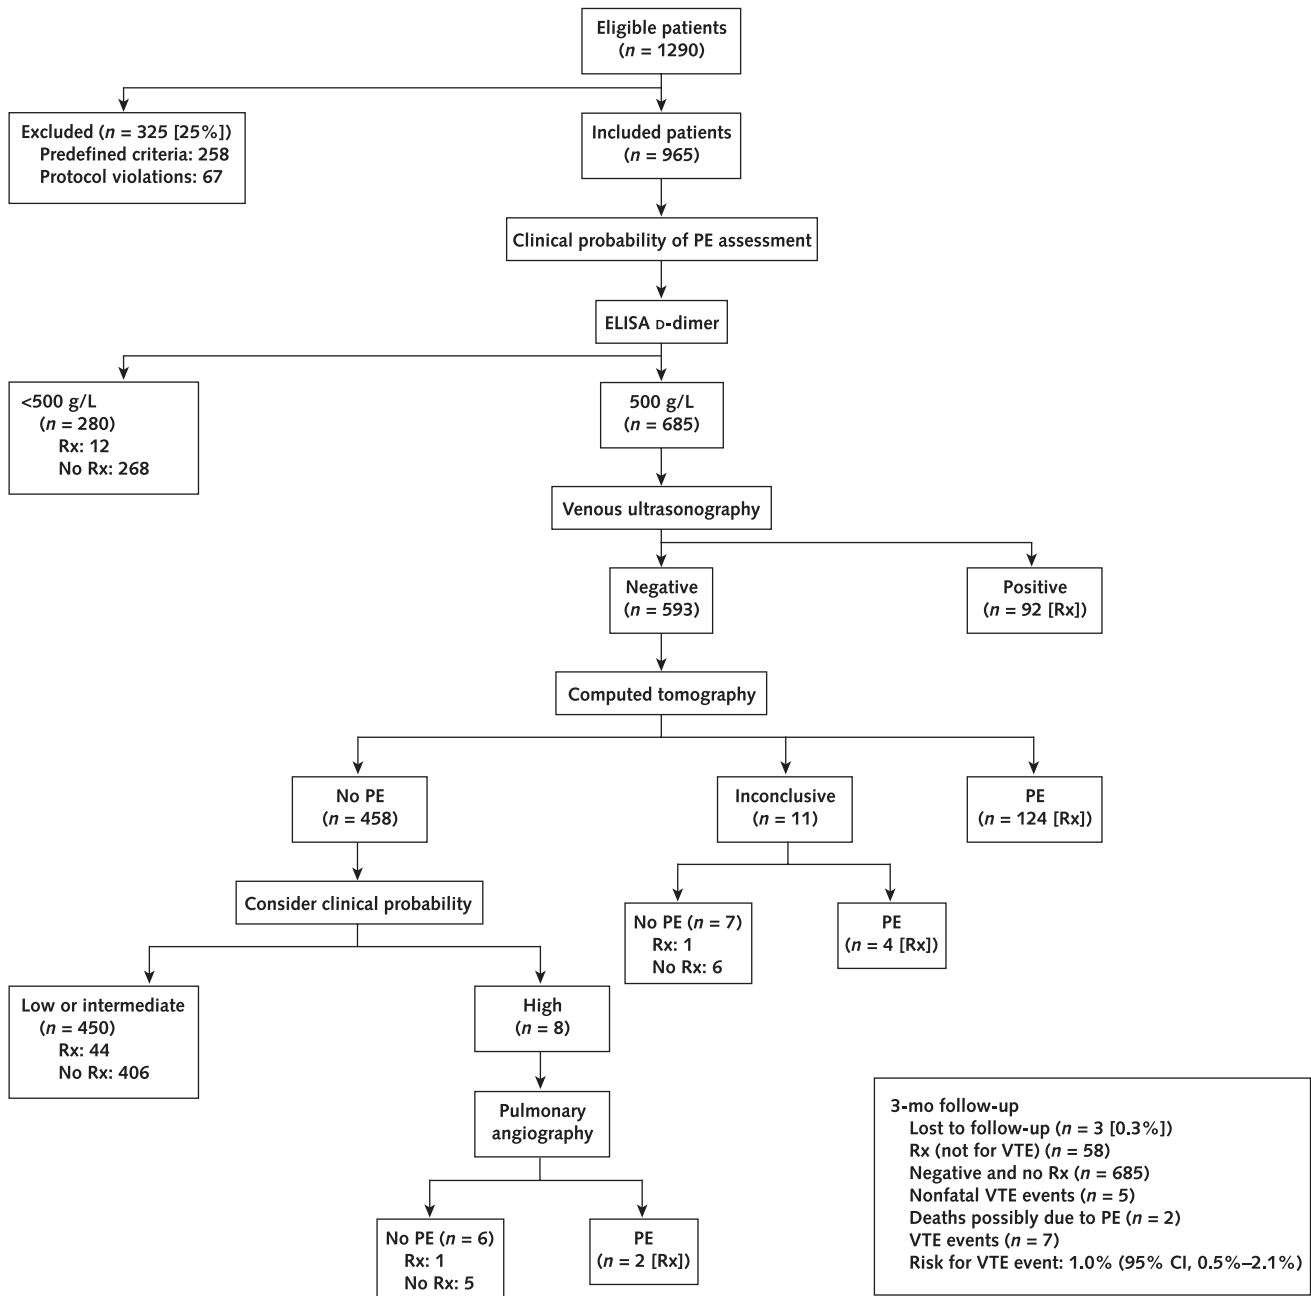 Eligible patients
(n = 1290)
Excluded (n = 325 [25%])
Predefined criteria: 258
Protocol violations: 67
Included patients
(n = 965)
Clinical probability of PE assessment
ELISA D-dimer
<500 g/L
(n = 280)
Rx: 12
No Rx: 268
500 g/L
(n = 685)
Venous ultrasonography
Negative
(n = 593)
Positive
(n = 92 [Rx])
Computed tomography
No PE
(n = 458)
Inconclusive
(n = 11)
PE
(n = 124 [Rx])
Consider clinical probability
No PE (n = 7)
Rx: 1
No Rx: 6
PE
(n = 4 [Rx])
Low or intermediate
(n = 450)
Rx: 44
No Rx: 406
High
(n = 8)
Pulmonary
angiography
No PE (n = 6)
Rx: 1
No Rx: 5
PE
(n = 2 [Rx])
3-mo follow-up
Lost to follow-up (n = 3 [0.3%])
Rx (not for VTE) (n = 58)
Negative and no Rx (n = 685)
Nonfatal VTE events (n = 5)
Deaths possibly due to PE (n = 2)
VTE events (n = 7)
Risk for VTE event: 1.0% (95% CI, 0.5%–2.1%)